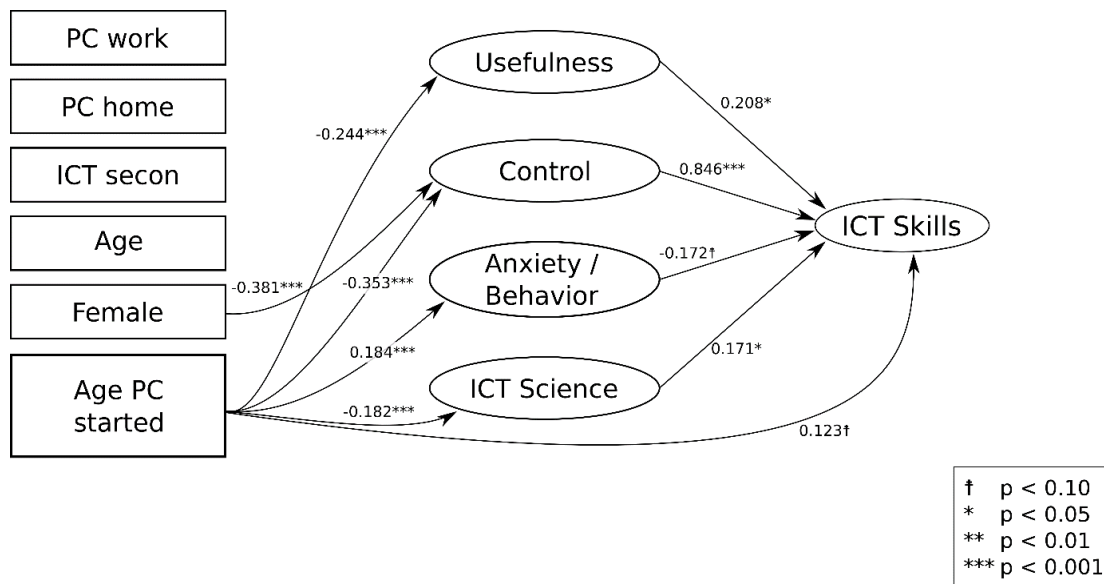 PC work
PC home
ICT secon
Age
Female
Age PC
started
Usefulness
Control
Anxiety /
Behavior
ICT Science
ICT Skills
-0.244***
-0.381***
-0.353***
0.184***
-0.182***
0.208*
0.846***
-0.172☨
0.171*
0.123☨
☨ p < 0.10
* p < 0.05
** p < 0.01
*** p < 0.001